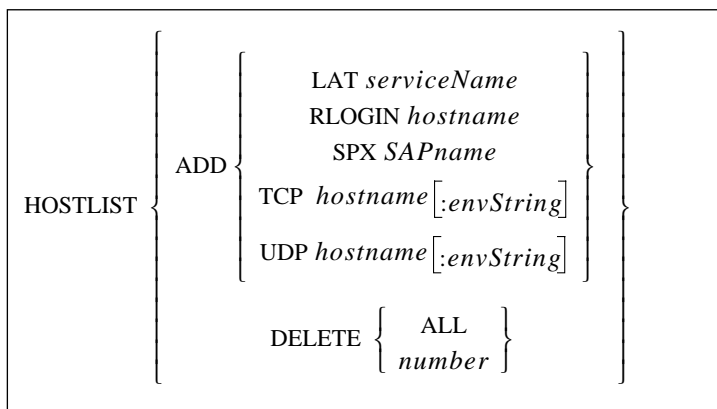 LAT serviceName
RLOGIN hostname
SPX SAPname
ADD
TCP hostname[:envString]
HOSTLIST
UDP hostname[:envString]
DELETE { ALL
number }